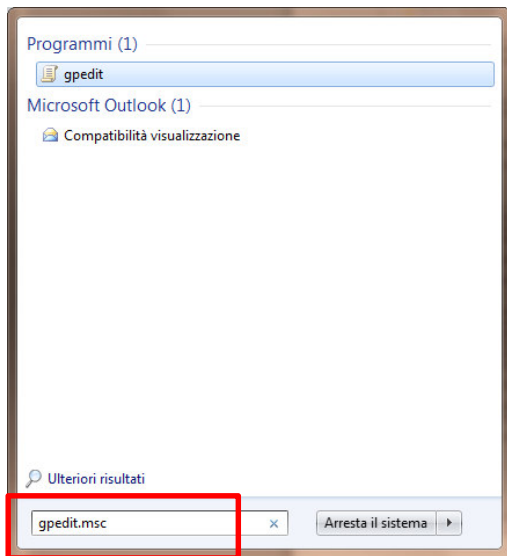 Programmi (1)
gpedit
Microsoft Outlook (1)
Compatibilità visualizzazione
Ulteriori risultati
gpedit.msc
Arresta il sistema